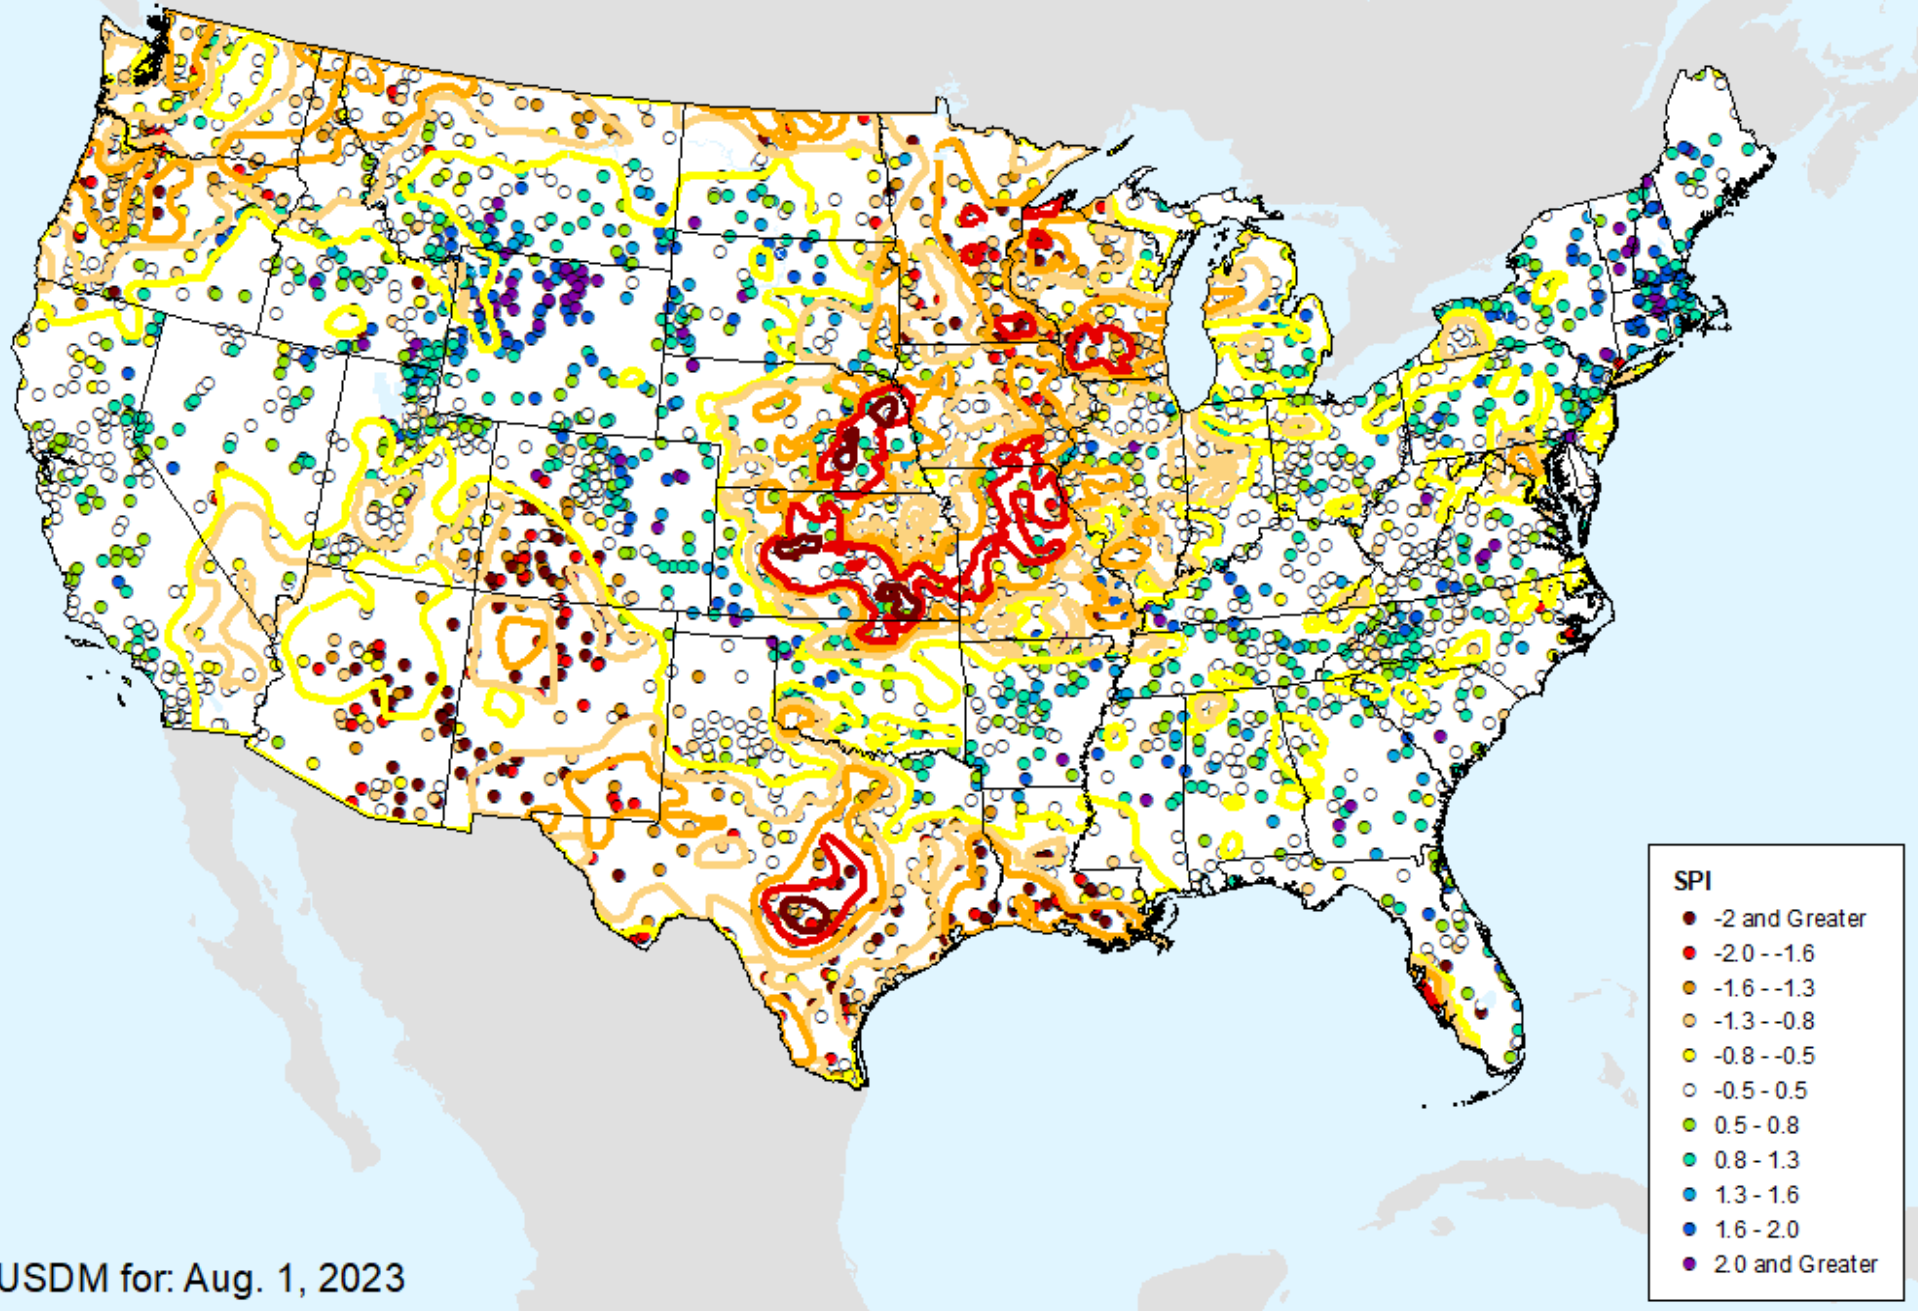 SPI
-2 and Greater
-2.0 - -1.6
-1.6 - -1.3
-1.3 - -0.8
-0.8 - -0.5
-0.5 - 0.5
0.5 - 0.8
0.8 - 1.3
1.3 - 1.6
1.6 - 2.0
2.0 and Greater
USDM for: Aug. 1, 2023